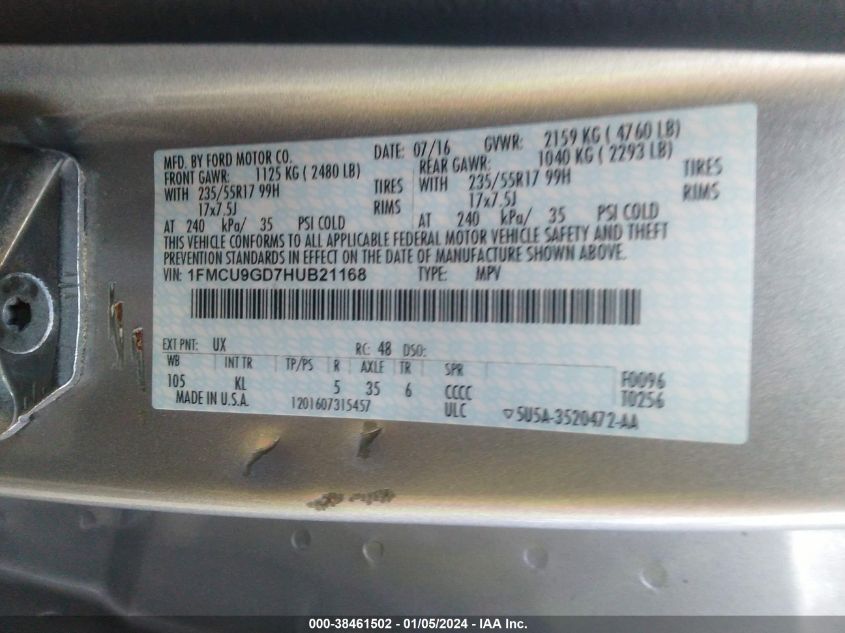 MFD. BY FORD MOTOR CO. DATE: 07/16 GVWR: 2159 KG ( 4760 LB)
FRONT GAWR: 1125 KG ( 2480 LB) REAR GAWR: 1040 KG ( 2293 LB)
WITH 235/55R17 99H TIRES WITH 235/55R17 99H TIRES
17x7.5J RIMS 17x7.5J RIMS
AT 240 kPa/ 35 PSI COLD AT 240 kPa/ 35 PSI COLD
THIS VEHICLE CONFORMS TO ALL APPLICABLE FEDERAL MOTOR VEHICLE SAFETY AND THEFT
PREVENTION STANDARDS IN EFFECT ON THE DATE OF MANUFACTURE SHOWN ABOVE.
VIN: 1FMCU9GD7HUB21168 TYPE: MPV
EXT PNT: UX RC: 48 DSO:
WB INT TR TP/PS R AXLE TR SPR
105 KL 5 35 6 CCCC F0096
MADE IN U.S.A. 1201607315457 ULC T0256
5U5A-3520472-AA
000-38461502 - 01/05/2024 - IAA Inc.